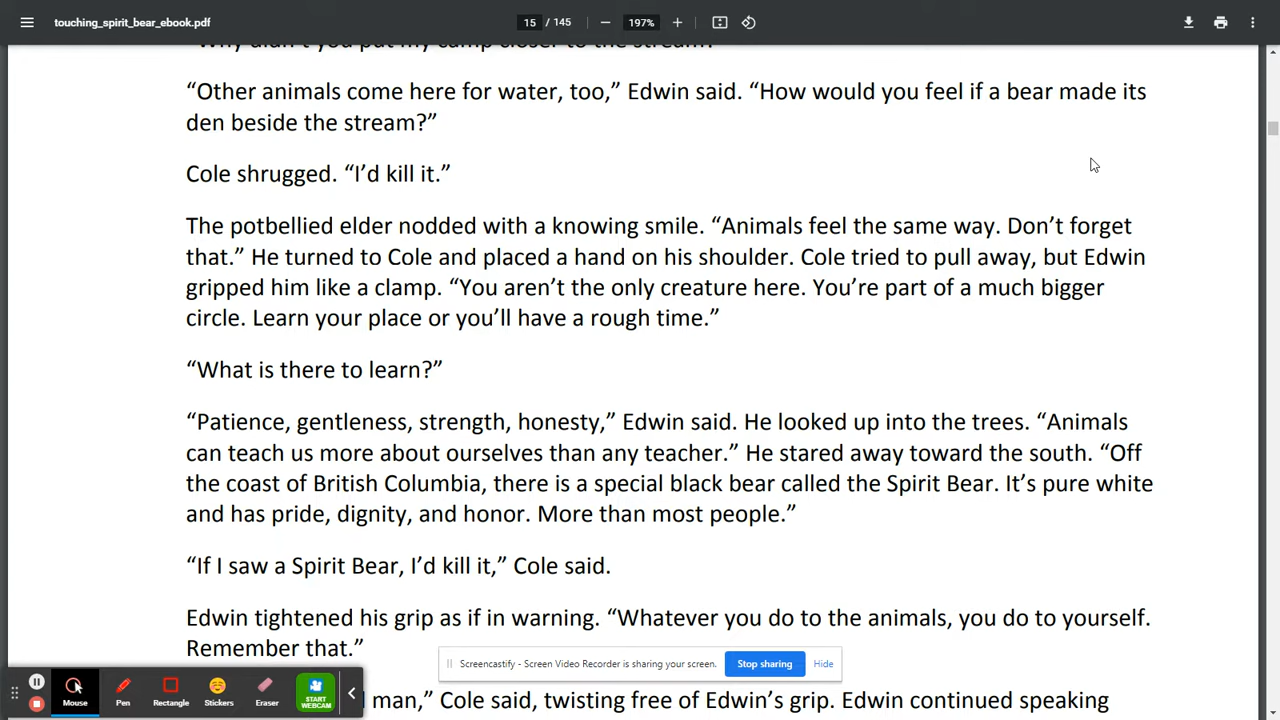 touching_spirit_bear_ebook.pdf
15 / 145
197%
“Why didn’t you put my camp closer to the stream?”
“Other animals come here for water, too,” Edwin said. “How would you feel if a bear made its
den beside the stream?”
Cole shrugged. “I’d kill it.”
The potbellied elder nodded with a knowing smile. “Animals feel the same way. Don’t forget
that.” He turned to Cole and placed a hand on his shoulder. Cole tried to pull away, but Edwin
gripped him like a clamp. “You aren’t the only creature here. You’re part of a much bigger
circle. Learn your place or you’ll have a rough time.”
“What is there to learn?”
“Patience, gentleness, strength, honesty,” Edwin said. He looked up into the trees. “Animals
can teach us more about ourselves than any teacher.” He stared away toward the south. “Off
the coast of British Columbia, there is a special black bear called the Spirit Bear. It’s pure white
and has pride, dignity, and honor. More than most people.”
“If I saw a Spirit Bear, I’d kill it,” Cole said.
Edwin tightened his grip as if in warning. “Whatever you do to the animals, you do to yourself.
Remember that.”
Screencastify - Screen Video Recorder is sharing your screen.
Stop sharing
Hide
man,” Cole said, twisting free of Edwin’s grip. Edwin continued speaking
Mouse
Pen
Rectangle
Stickers
Eraser
START
WEBCAM